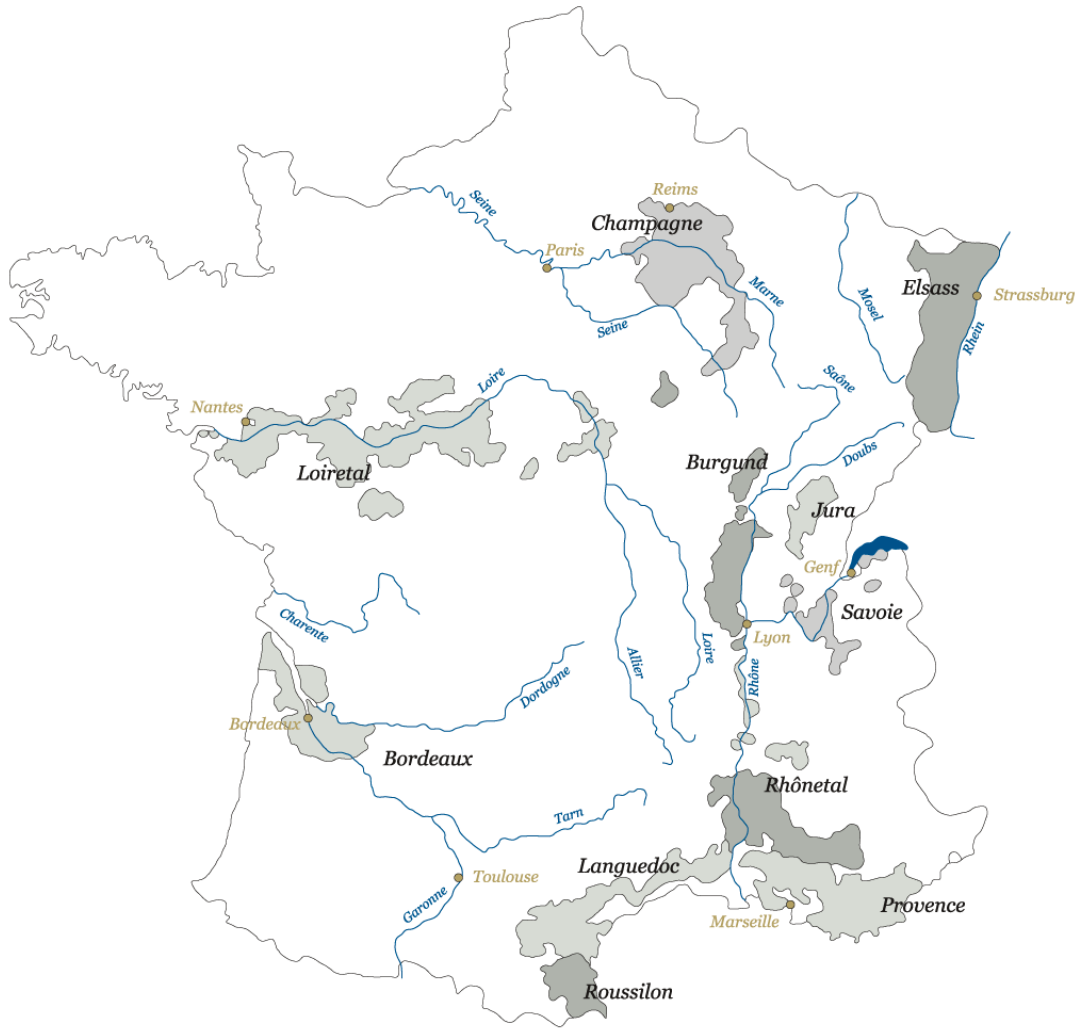 Reims
Seine
Champagne
Paris
Elsass
Marne
Mosel
Strassburg
Seine
Rhein
Saône
Loire
Nantes
Burgund
Doubs
Loiretal
Jura
Genf
Charente
Savoie
Lyon
Loire
Allier
Rhône
Dordogne
Bordeaux
Bordeaux
Rhônetal
Tarn
Languedoc
Toulouse
Garonne
Provence
Marseille
Roussilon